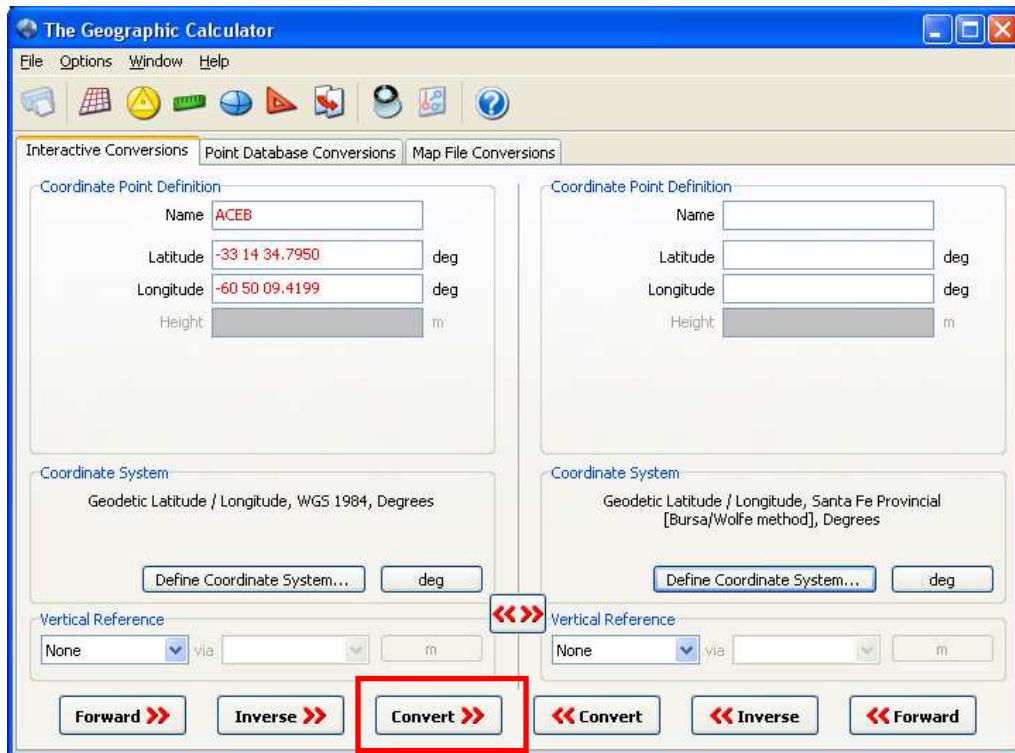 The Geographic Calculator
File Options Window Help
Interactive Conversions Point Database Conversions Map File Conversions
Coordinate Point Definition
Name ACEB
Latitude -33 14 34.7950 deg
Longitude -60 50 09.4199 deg
Height m
Coordinate System
Geodetic Latitude / Longitude, WGS 1984, Degrees
Define Coordinate System... deg
Vertical Reference
None via m
Coordinate Point Definition
Name
Latitude deg
Longitude deg
Height m
Coordinate System
Geodetic Latitude / Longitude, Santa Fe Provincial
[Bursa/Wolfe method], Degrees
Define Coordinate System... deg
Vertical Reference
None via m
Forward Inverse Convert Convert Inverse Forward